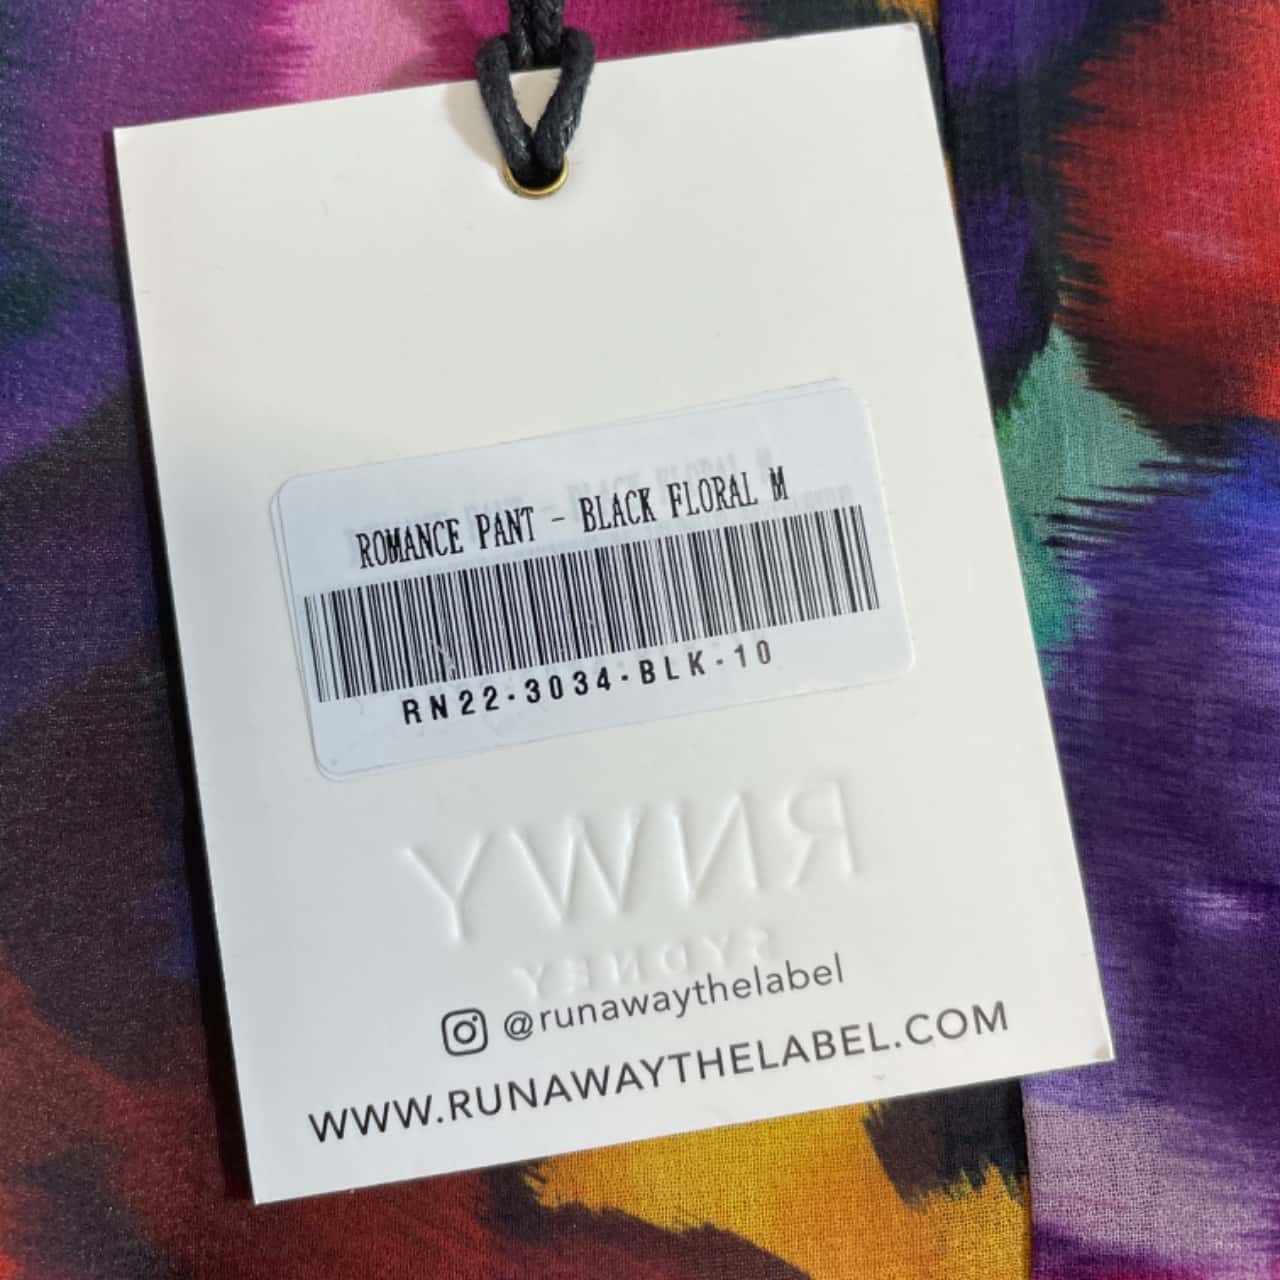 ROMANCE PANT - BLACK FLORAL M
RN22-3034-BLK-10
RNWY
SYDNEY
@runawaythelabel
WWW.RUNAWAYTHELABEL.COM